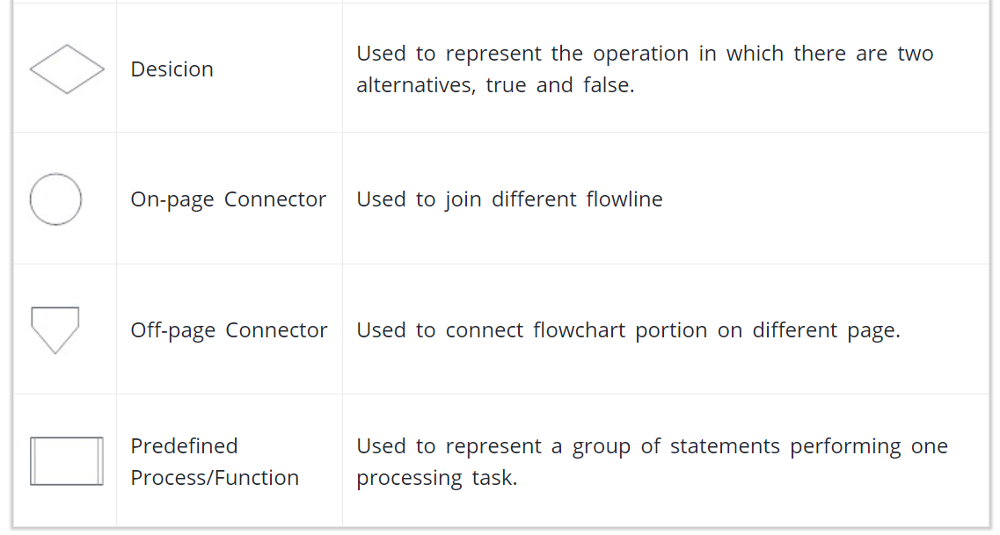 Desicion
Used to represent the operation in which there are two
alternatives, true and false.
On-page Connector
Used to join different flowline
Off-page Connector
Used to connect flowchart portion on different page.
Predefined
Process/Function
Used to represent a group of statements performing one
processing task.